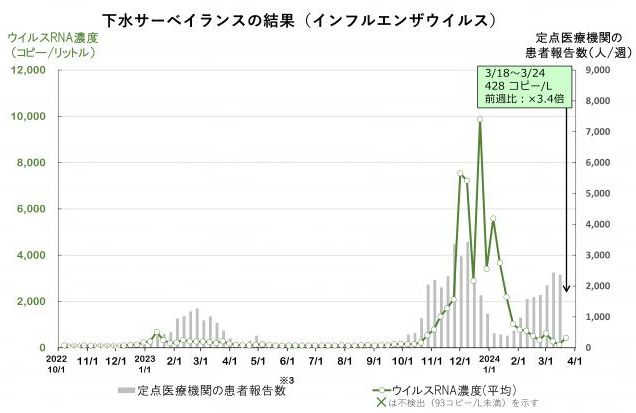 下水サーベイランスの結果（インフルエンザウイルス）
ウイルスRNA濃度
（コピー/リットル）
定点医療機関の
患者報告数(人/週)
3/18～3/24
428 コピー/L
前週比：×3.4倍
12,000
10,000
8,000
6,000
4,000
2,000
0
9,000
8,000
7,000
6,000
5,000
4,000
3,000
2,000
1,000
0
2022 2023 2024
10/1 11/1 12/1 1/1 2/1 3/1 4/1 5/1 6/1 7/1 8/1 9/1 10/1 11/1 12/1 1/1 2/1 3/1 4/1
※3
定点医療機関の患者報告数
ウイルスRNA濃度(平均)
×は不検出（93コピー/L未満）を示す